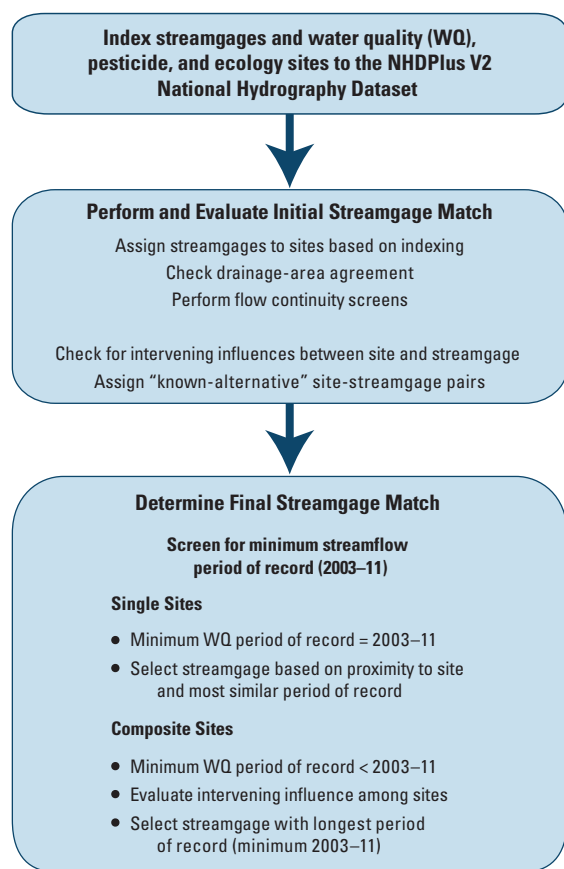 Index streamgages and water quality (WQ),
pesticide, and ecology sites to the NHDPlus V2
National Hydrography Dataset
Perform and Evaluate Initial Streamgage Match
Assign streamgages to sites based on indexing
Check drainage-area agreement
Perform flow continuity screens
Check for intervening influences between site and streamgage
Assign “known-alternative” site-streamgage pairs
Determine Final Streamgage Match
Screen for minimum streamflow
period of record (2003–11)
Single Sites
● Minimum WQ period of record = 2003–11
● Select streamgage based on proximity to site
and most similar period of record
Composite Sites
● Minimum WQ period of record < 2003–11
● Evaluate intervening influence among sites
● Select streamgage with longest period
of record (minimum 2003–11)